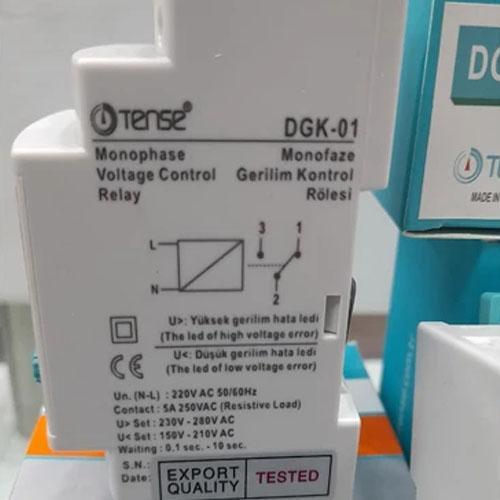 DG
TENSE®
DGK-01
Monophase Monofaze
Voltage Control Gerilim Kontrol
Relay Rölesi
MADE IN
3 1
L
N
2
U>: Yüksek gerilim hata ledi
(The led of high voltage error)
U<: Düşük gerilim hata ledi
(The led of low voltage error)
CE
Un. (N-L) : 220V AC 50/60Hz
Contact : 5A 250VAC (Resistive Load)
U> Set : 230V - 280V AC
U< Set : 150V - 210V AC
Waiting : 0.1 sec. - 10 sec.
S.N.:
Date:
EXPORT QUALITY TESTED